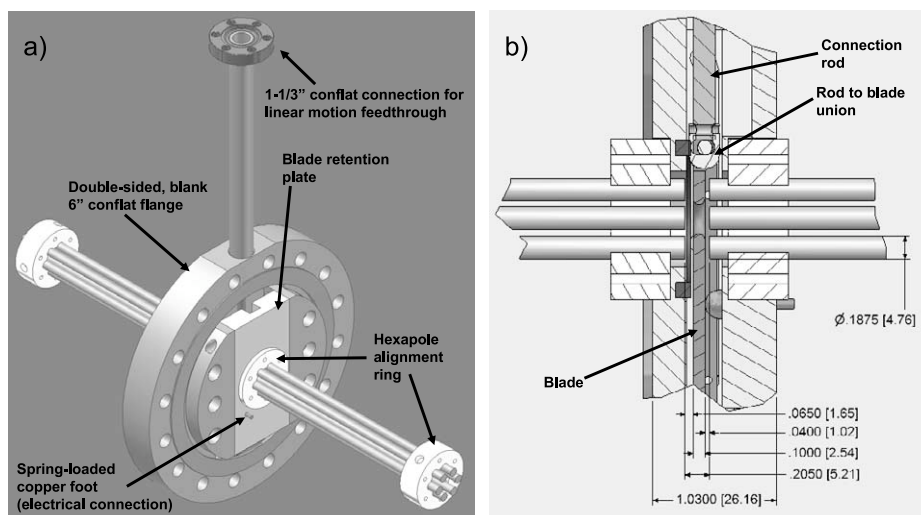 a)
1-1/3” conflat connection for
linear motion feedthrough
Blade retention
plate
Double-sided, blank
6” conflat flange
Hexapole
alignment
ring
Spring-loaded
copper foot
(electrical connection)
b)
Connection
rod
Rod to blade
union
Ø.1875 [4.76]
Blade
.0650 [1.65]
.0400 [1.02]
.1000 [2.54]
.2050 [5.21]
1.0300 [26.16]